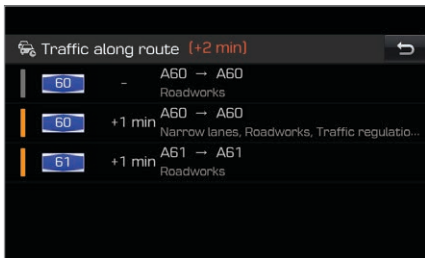 Traffic along route (+2 min)
60 - A60 → A60
Roadworks
60 +1 min A60 → A60
Narrow lanes, Roadworks, Traffic regulatio...
61 +1 min A61 → A61
Roadworks